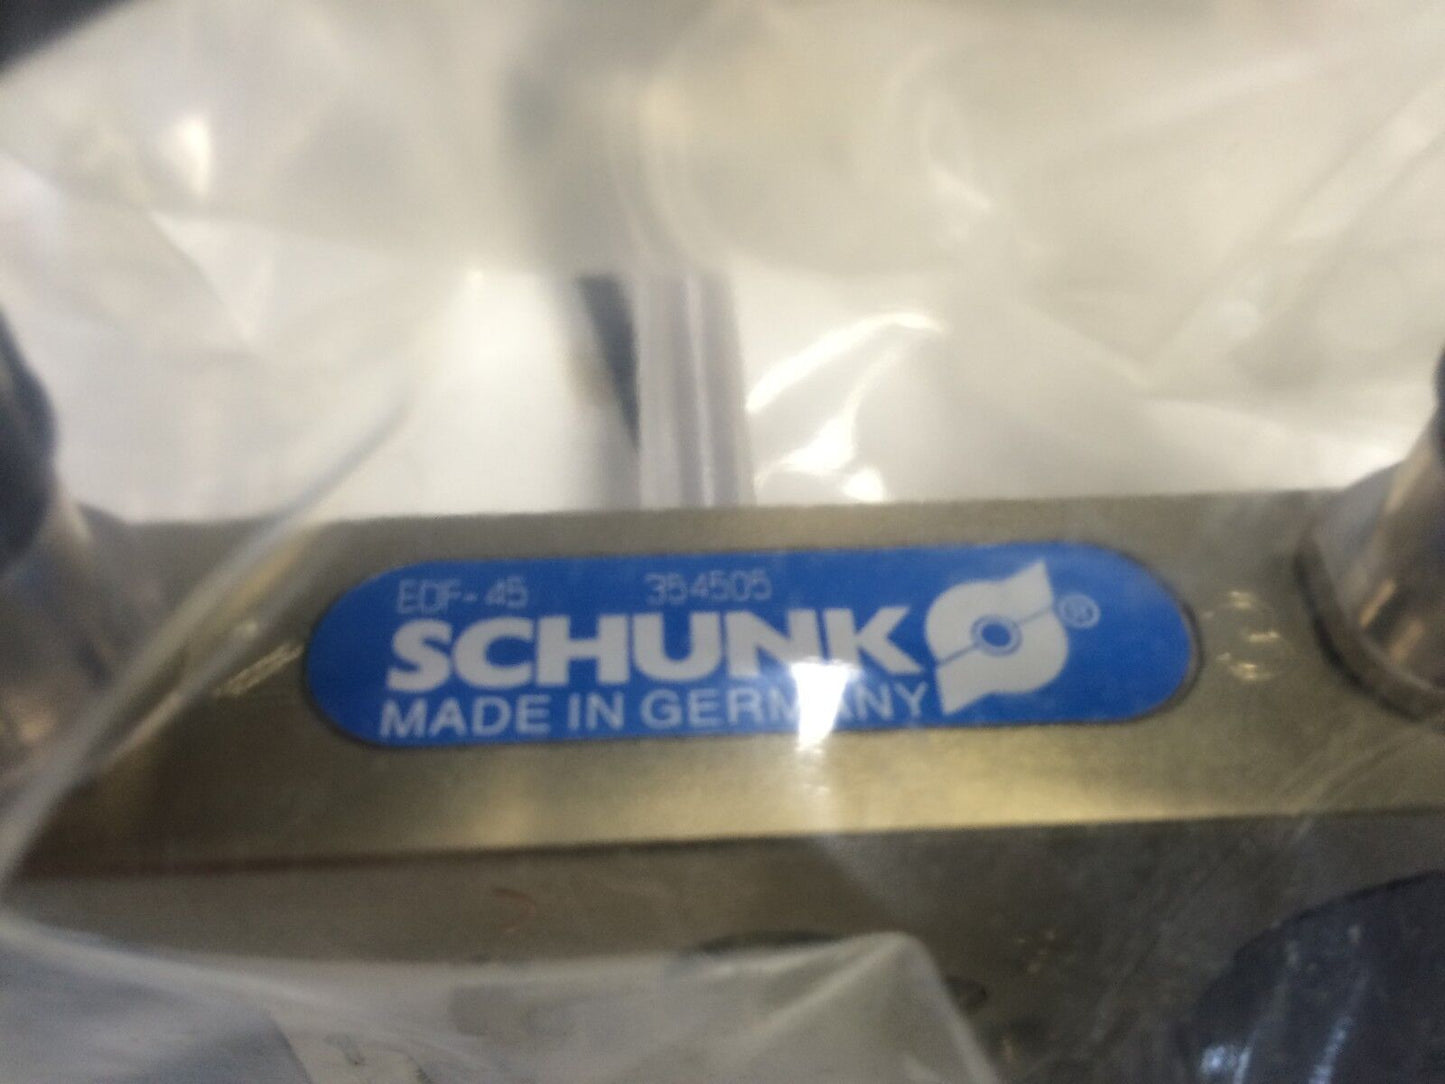 EDF-45 354505
SCHUNK ®
MADE IN GERMANY